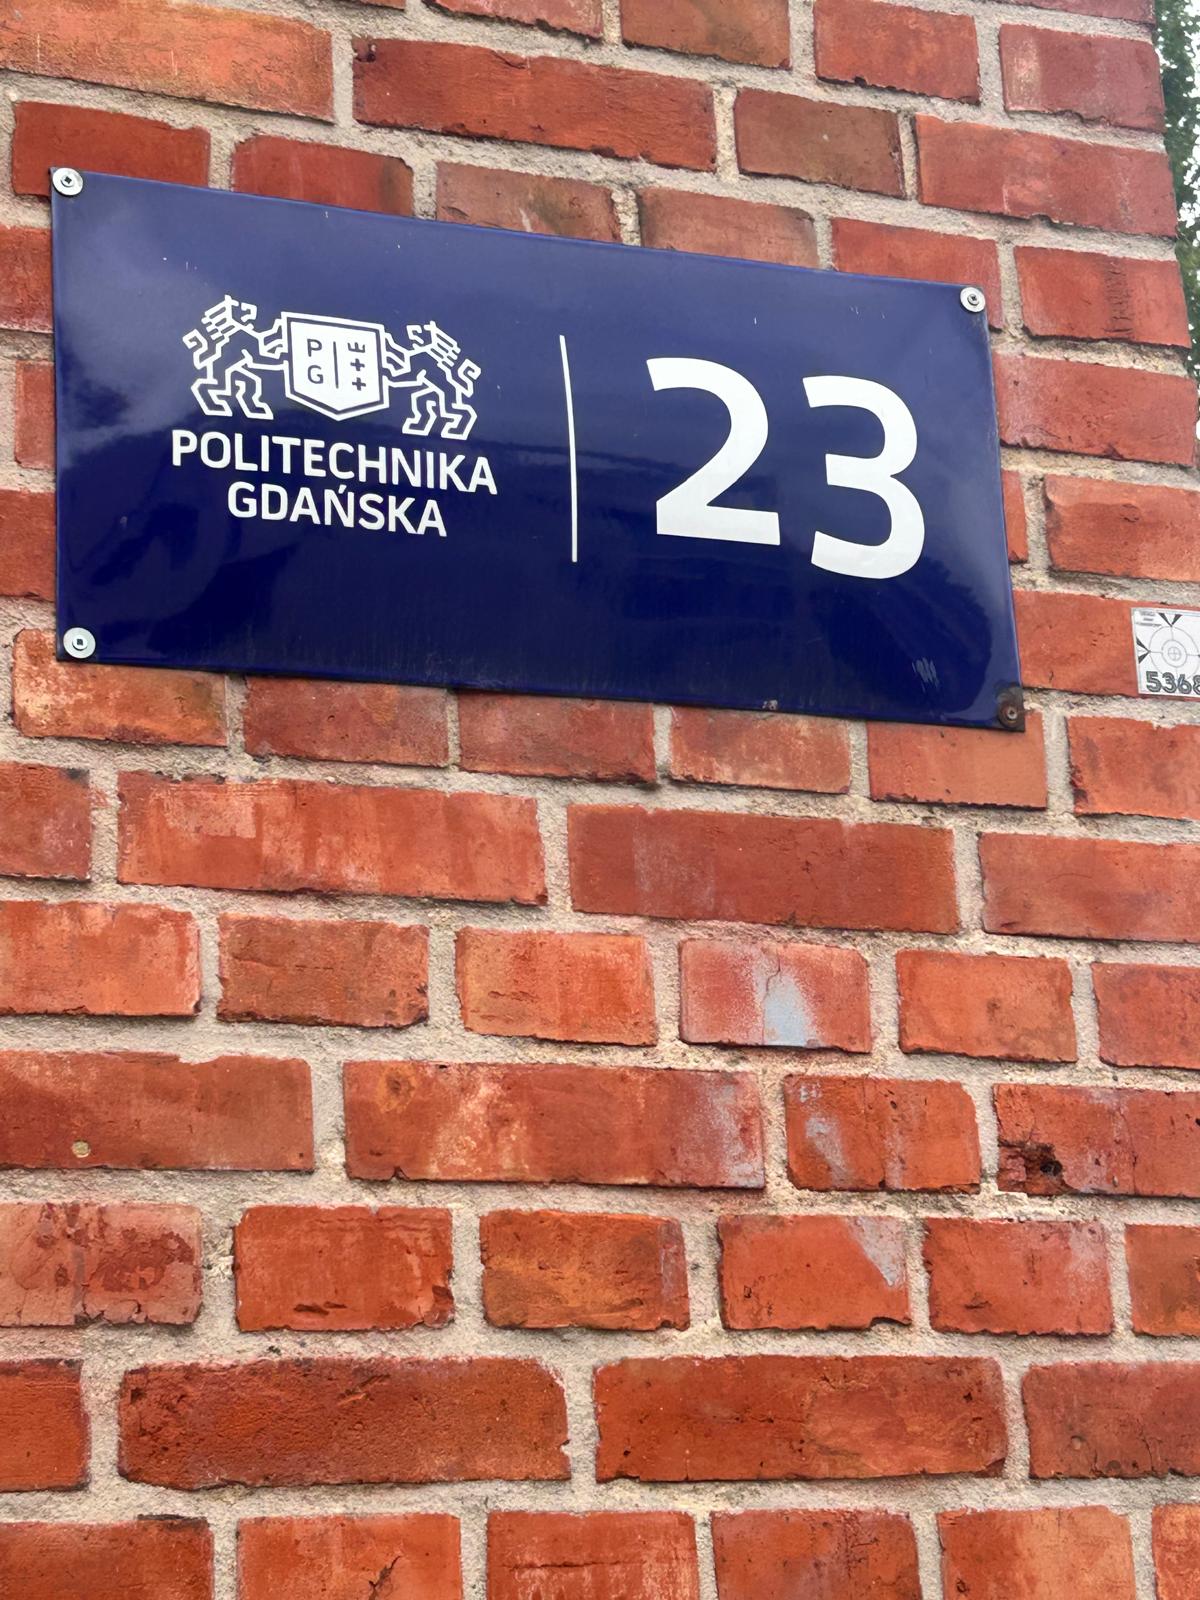 P
G
POLITECHNIKA
GDAŃSKA
23
5368